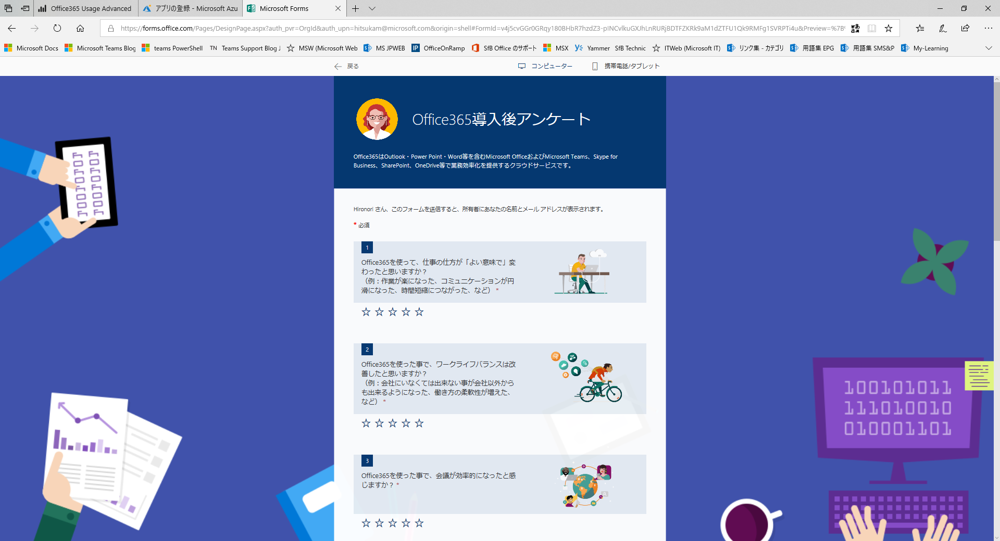 Office365 Usage Advanced
アプリの登録 - Microsoft Azu
Microsoft Forms
https://forms.office.com/Pages/DesignPage.aspx?auth_pvr=OrgId&auth_upn=hitsukam@microsoft.com&origin=shell#FormId=v4j5cvGGr0GRqy180BHbR7hzdZ3-pINCvlkuGXJhLnRURjBDTFZKRk9aM1dZTFU1Qk9RMFg1SVRPTi4u&Preview=%7B
Microsoft Docs
Microsoft Teams Blog
teams PowerShell
TN Teams Support Blog J
MSW (Microsoft Web
MS JPWEB
IP OfficeOnRamp
SfB Office のサポート
MSX
Yammer
SfB Technic
ITWeb (Microsoft IT)
リンク集 - カテゴリ
用語集 EPG
用語集 SMS&P
My-Learning
戻る
コンピューター
携帯電話/タブレット
Office365導入後アンケート
Office365はOutlook・Power Point・Word等を含むMicrosoft OfficeおよびMicrosoft Teams、Skype for
Business、SharePoint、OneDrive等で業務効率化を提供するクラウドサービスです。
Hironori さん、このフォームを送信すると、所有者にあなたの名前とメール アドレスが表示されます。
* 必須
1
Office365を使って、仕事の仕方が「よい意味で」変
わったと思いますか？
（例：作業が楽になった、コミュニケーションが円
滑になった、時間短縮につながった、など） *
2
Office365を使った事で、ワークライフバランスは改
善したと思いますか？
（例：会社にいなくては出来ない事が会社以外から
も出来るようになった、働き方の柔軟性が増えた、
など） *
3
Office365を使った事で、会議が効率的になったと感
じますか？ *
100101011
111010010
010001101